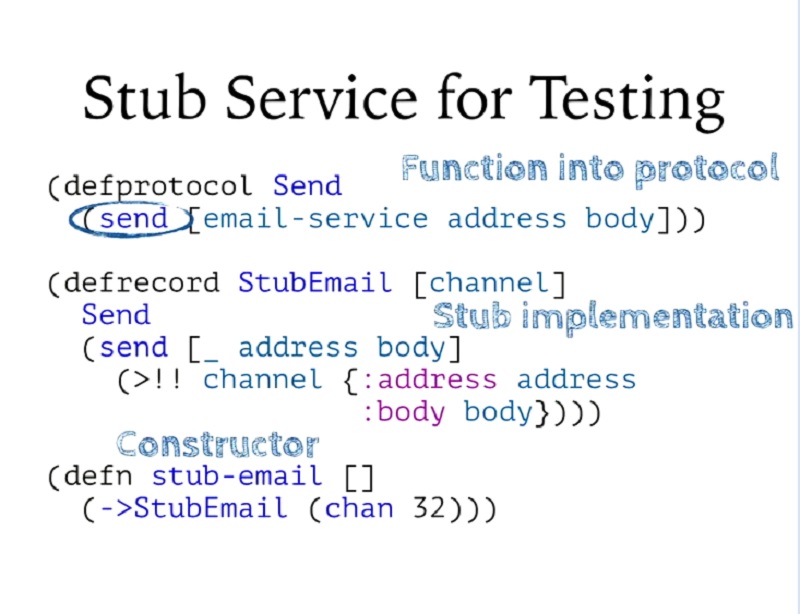 Stub Service for Testing
Function into protocol
(defprotocol Send
(send [email-service address body]))
(defrecord StubEmail [channel]
Send
Stub implementation
(send [_ address body]
(>!! channel {:address address
:body body})))
Constructor
(defn stub-email []
(->StubEmail (chan 32)))